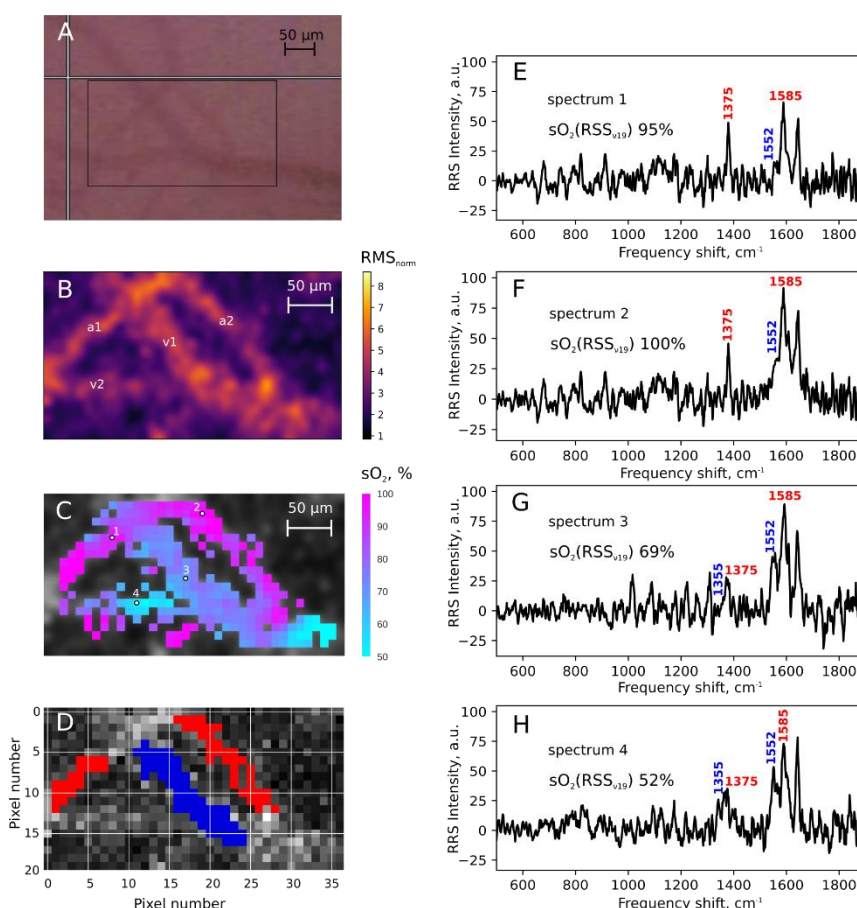 A
50 µm
B
RMSnorm
50 µm
a1
a2
v1
v2
8
7
6
5
4
3
2
1
C
sO2, %
50 µm
1
2
3
4
100
90
80
70
60
50
D
Pixel number
0
5
10
15
20
0 5 10 15 20 25 30 35
Pixel number
E
spectrum 1
sO2(RSSν19) 95%
1375
1552
1585
RRS Intensity, a.u.
100
75
50
25
0
−25
600 800 1000 1200 1400 1600 1800
Frequency shift, cm-1
F
spectrum 2
sO2(RSSν19) 100%
1375
1552
1585
RRS Intensity, a.u.
100
75
50
25
0
−25
600 800 1000 1200 1400 1600 1800
Frequency shift, cm-1
G
spectrum 3
sO2(RSSν19) 69%
1355
1375
1552
1585
RRS Intensity, a.u.
100
75
50
25
0
−25
600 800 1000 1200 1400 1600 1800
Frequency shift, cm-1
H
spectrum 4
sO2(RSSν19) 52%
1355
1375
1552
1585
RRS Intensity, a.u.
100
75
50
25
0
−25
600 800 1000 1200 1400 1600 1800
Frequency shift, cm-1